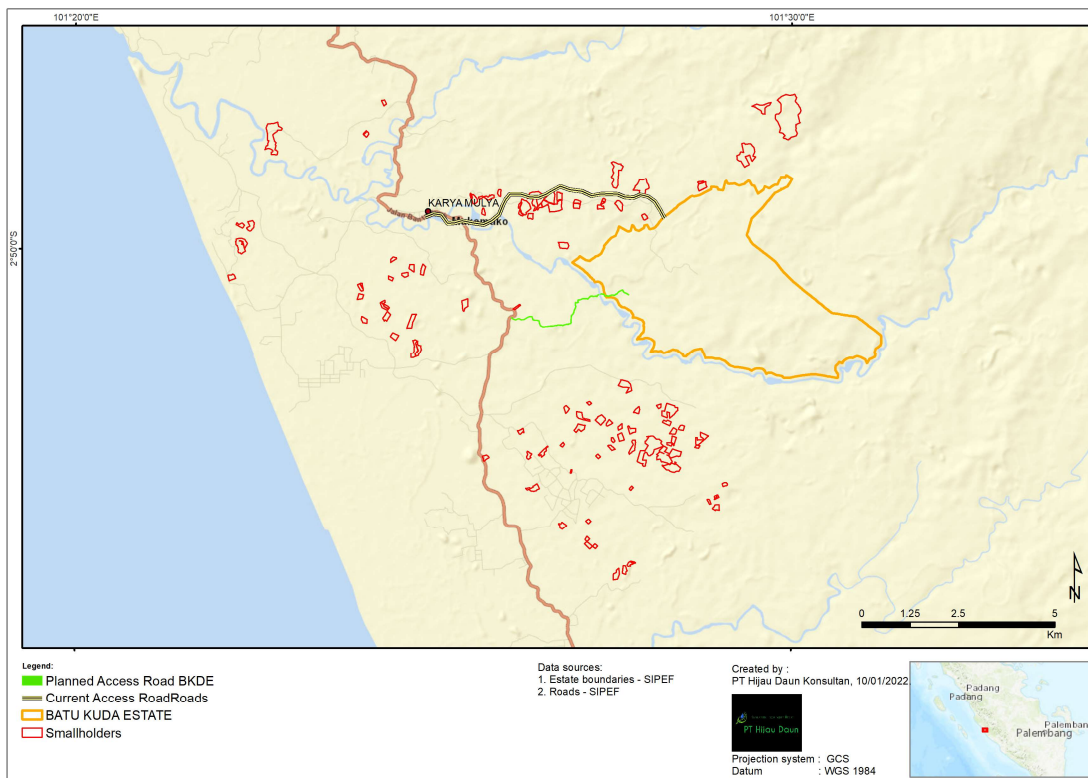 101°20'0"E
101°30'0"E
2°50'0"S
KARYA MULYA
N
0 1.25 2.5 5
Km
Legend:
Planned Access Road BKDE
Current Access RoadRoads
BATU KUDA ESTATE
Smallholders
Data sources:
1. Estate boundaries - SIPEF
2. Roads - SIPEF
Created by :
PT Hijau Daun Konsultan, 10/01/2022.
PT Hijau Daun
Projection system : GCS
Datum : WGS 1984
Padang
Padang
Palemban
Palembang